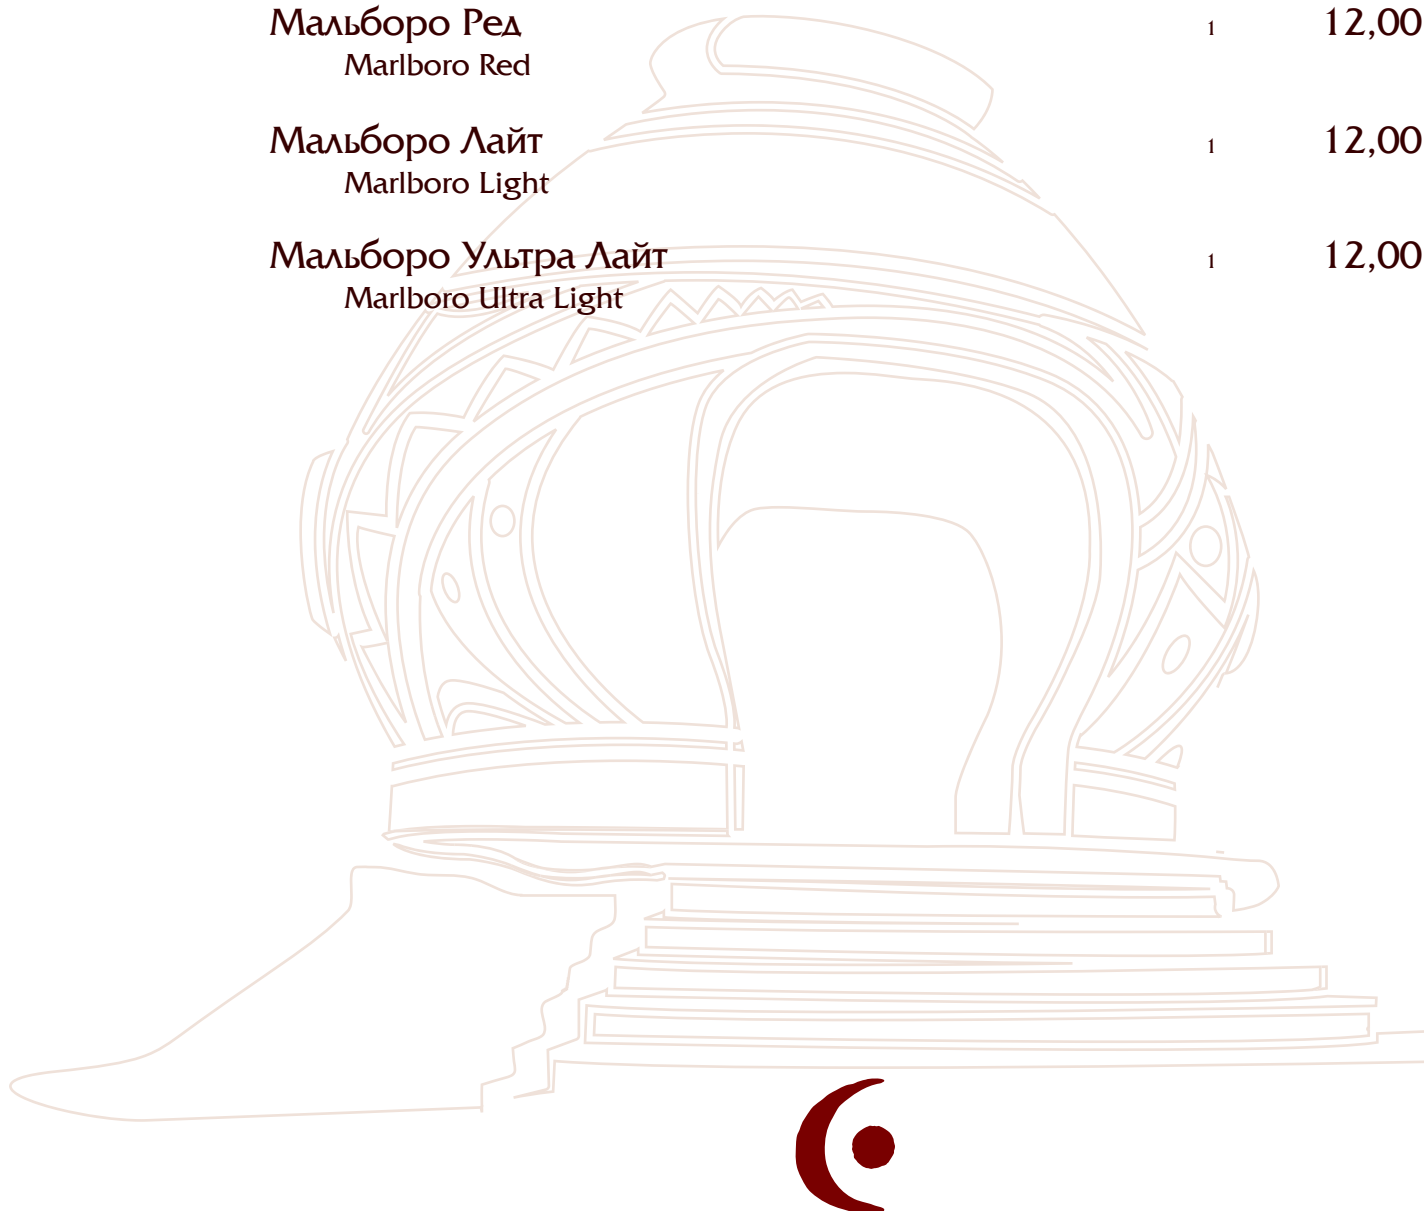 Мальборо Ред 1 12,00
Marlboro Red
Мальборо Лайт 1 12,00
Marlboro Light
Мальборо Ультра Лайт 1 12,00
Marlboro Ultra Light